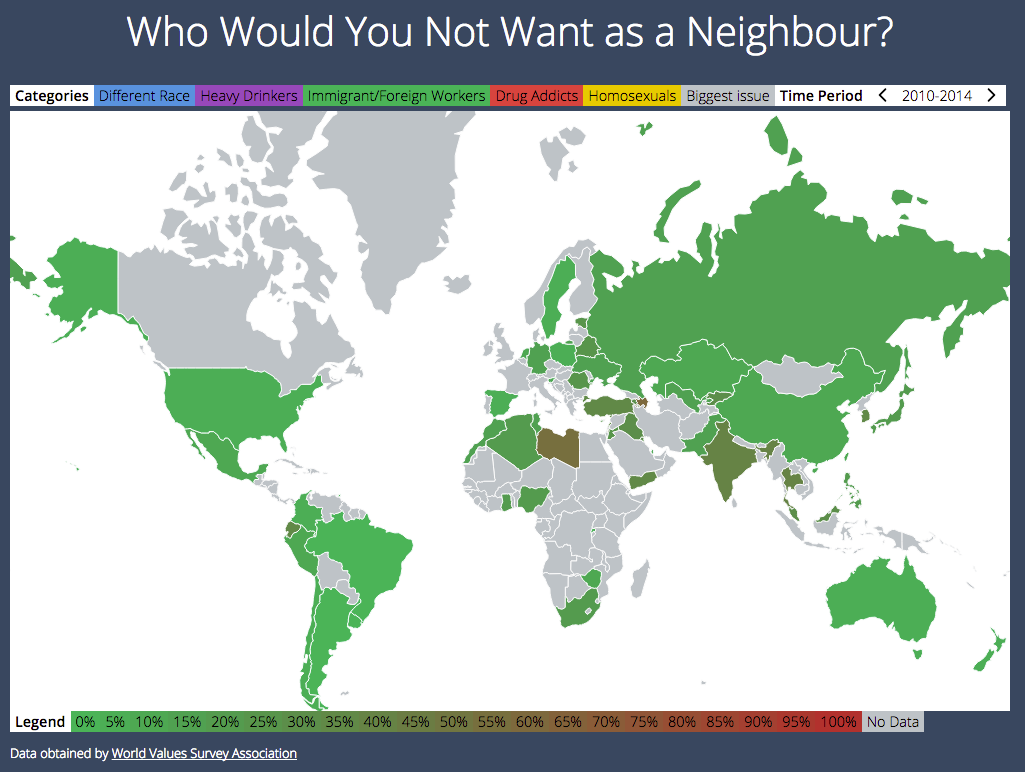 Who Would You Not Want as a Neighbour?
Categories Different Race Heavy Drinkers Immigrant/Foreign Workers Drug Addicts Homosexuals Biggest issue Time Period 2010-2014
Legend 0% 5% 10% 15% 20% 25% 30% 35% 40% 45% 50% 55% 60% 65% 70% 75% 80% 85% 90% 95% 100% No Data
Data obtained by World Values Survey Association